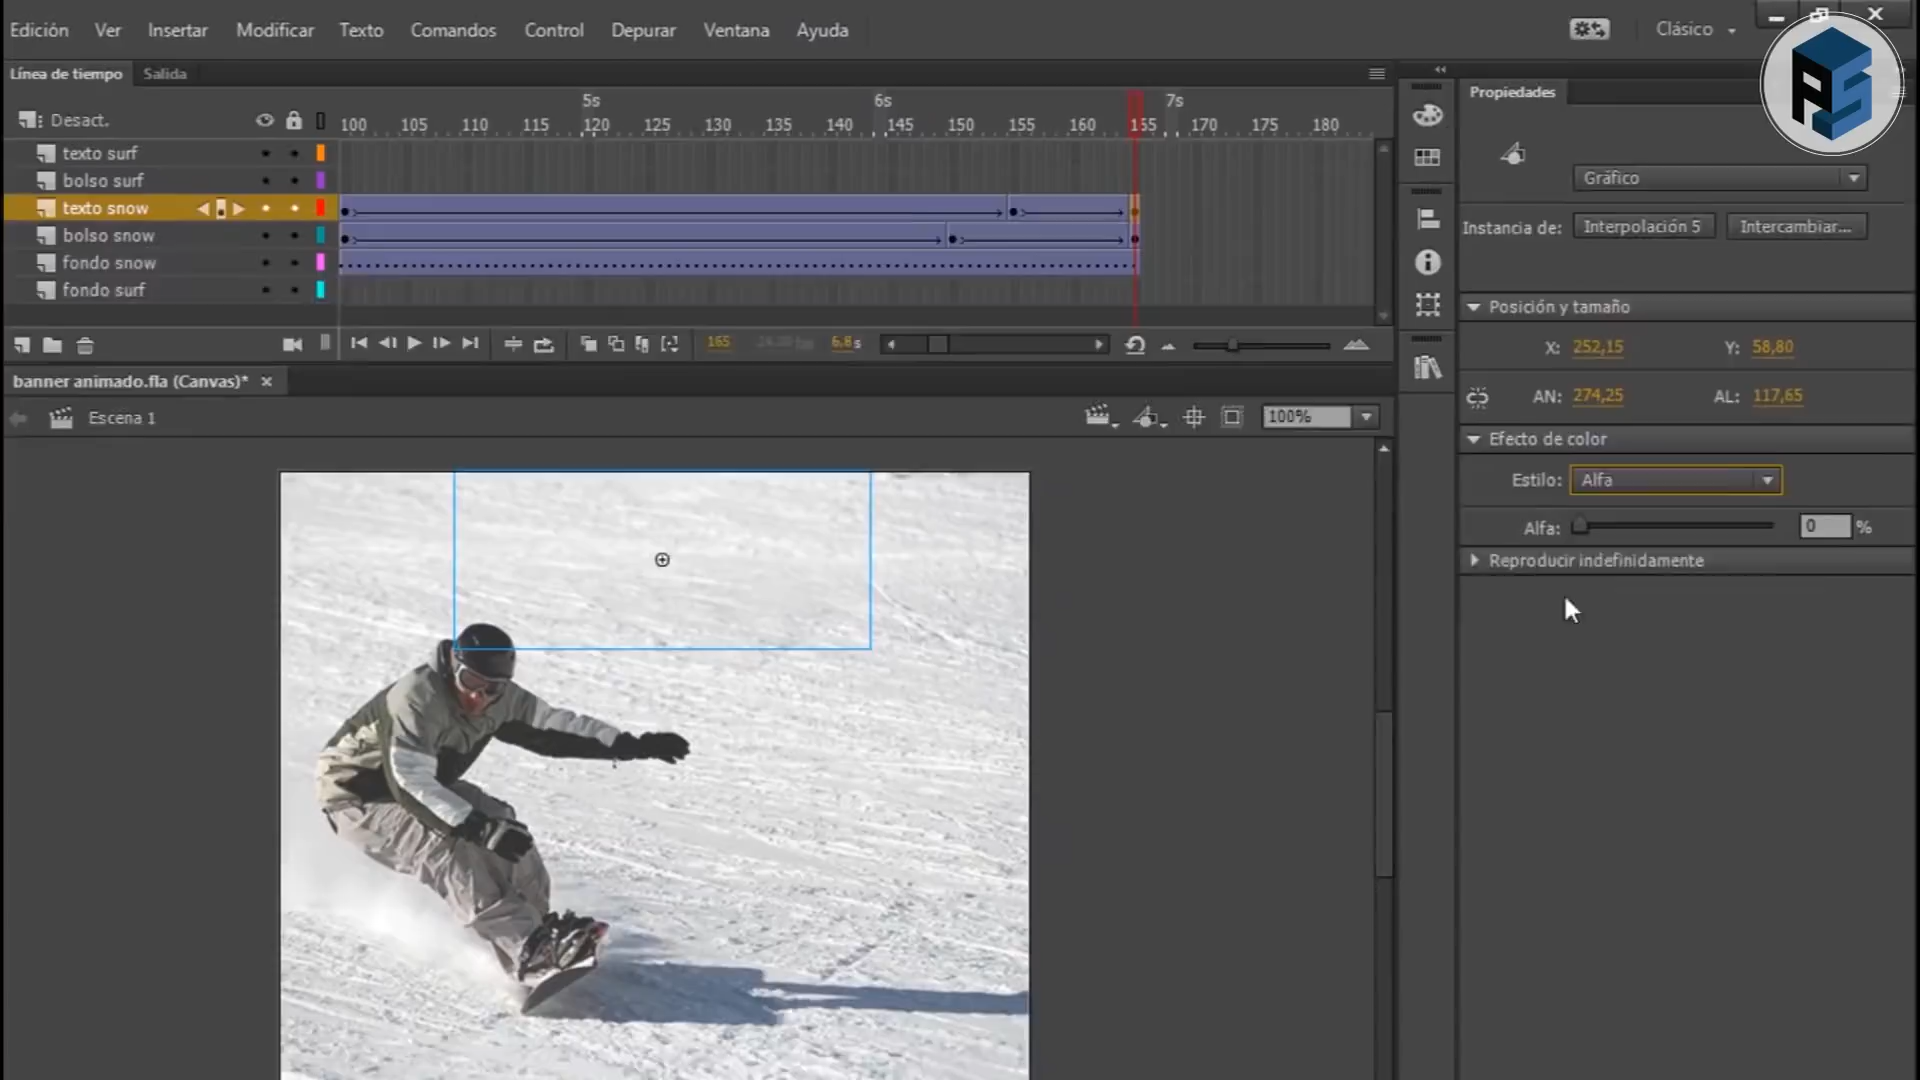 Edición Ver Insertar Modificar Texto Comandos Control Depurar Ventana Ayuda Clásico
Línea de tiempo Salida
Propiedades
Desact.
5s 6s 7s
100 105 110 115 120 125 130 135 140 145 150 155 160 165 170 175 180
texto surf
bolso surf
texto snow
bolso snow
fondo snow
fondo surf
Gráfico
Instancia de: Interpolación 5 Intercambiar...
Posición y tamaño
X: 252,15 Y: 58,80
AN: 274,25 AL: 117,65
165 6,8 s
banner animado.fla (Canvas)*
Escena 1
100%
Efecto de color
Estilo: Alfa
Alfa: 0 %
Reproducir indefinidamente